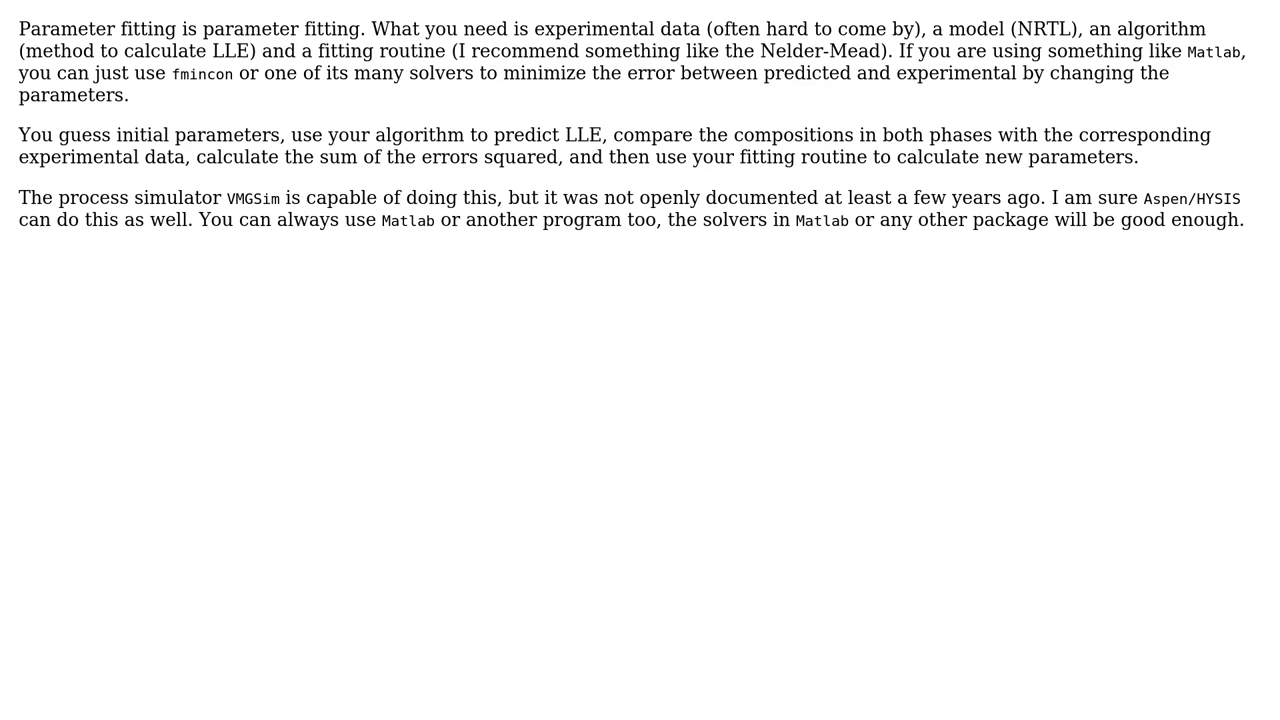 Parameter fitting is parameter fitting. What you need is experimental data (often hard to come by), a model (NRTL), an algorithm
(method to calculate LLE) and a fitting routine (I recommend something like the Nelder-Mead). If you are using something like Matlab,
you can just use fmincon or one of its many solvers to minimize the error between predicted and experimental by changing the
parameters.
You guess initial parameters, use your algorithm to predict LLE, compare the compositions in both phases with the corresponding
experimental data, calculate the sum of the errors squared, and then use your fitting routine to calculate new parameters.
The process simulator VMGSim is capable of doing this, but it was not openly documented at least a few years ago. I am sure Aspen/HYSIS
can do this as well. You can always use Matlab or another program too, the solvers in Matlab or any other package will be good enough.